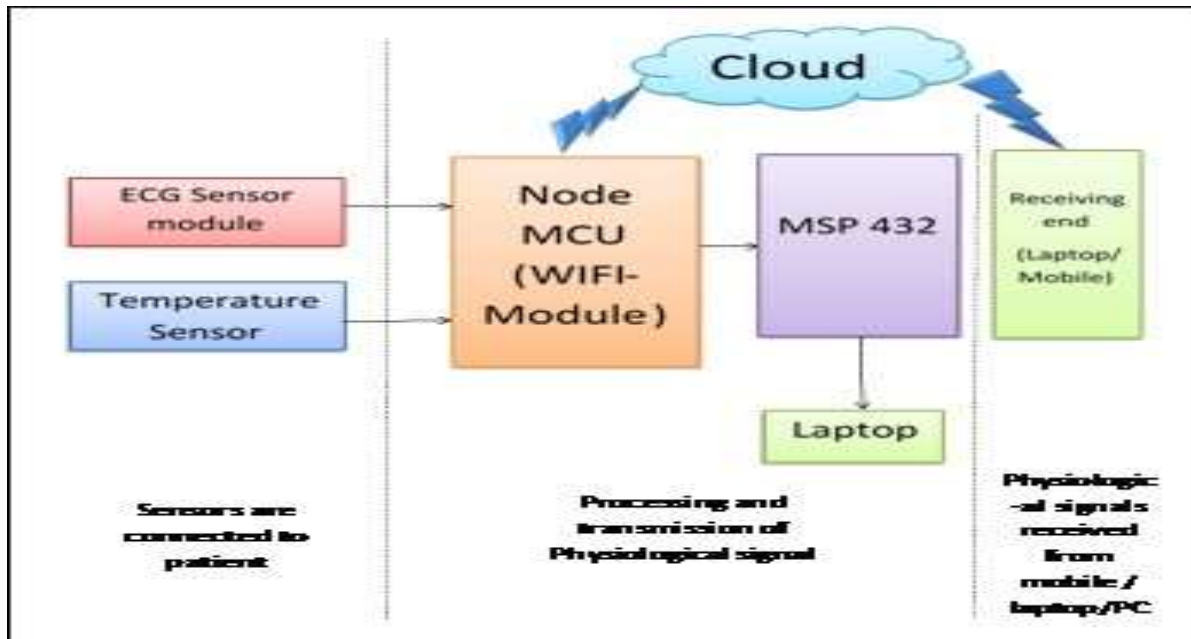 Cloud
ECG Sensor
module
Temperature
Sensor
Node
MCU
(WIFI-
Module)
MSP 432
Receiving
end
(Laptop/
Mobile)
Laptop
Sensors are
connected to
patient
Processing and
transmission of
Physiological signal
Physiologic
-al signals
received
from
mobile /
laptop/PC